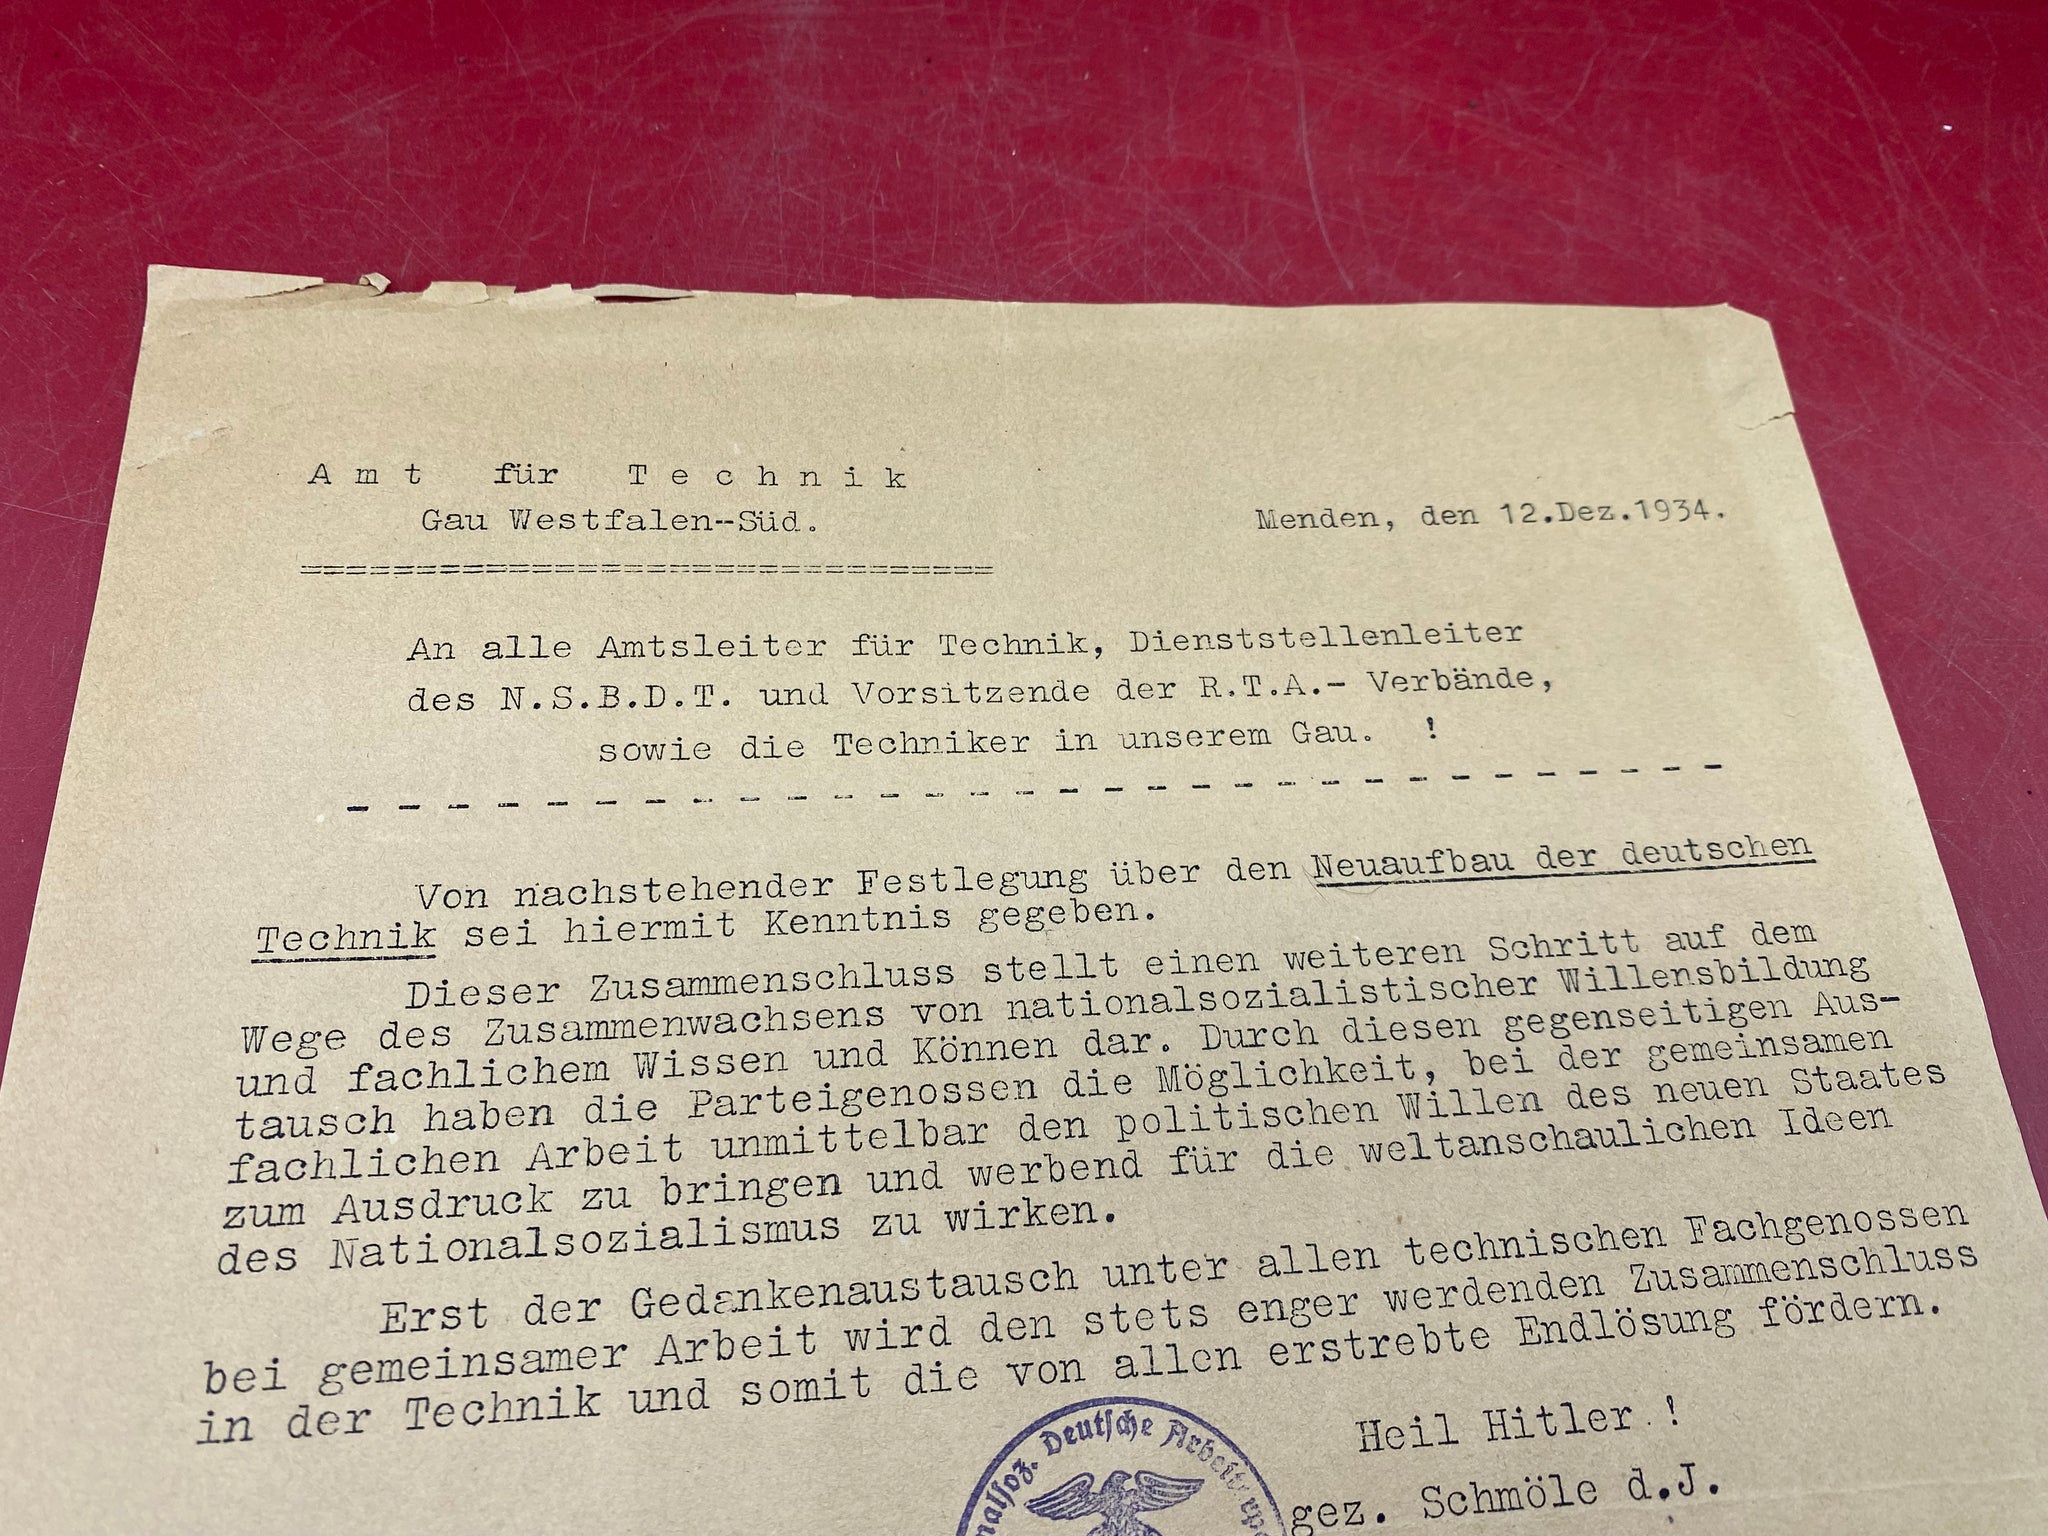 Amt für Technik
Gau Westfalen--Süd.
Menden, den 12.Dez.1934.
==============================
An alle Amtsleiter für Technik, Dienststellenleiter
des N.S.B.D.T. und Vorsitzende der R.T.A.- Verbände,
sowie die Techniker in unserem Gau. !
- - - - - - - - - - - - - - - - - - - - - - - - - - - - -
Von nachstehender Festlegung über den Neuaufbau der deutschen
Technik sei hiermit Kenntnis gegeben.
Dieser Zusammenschluss stellt einen weiteren Schritt auf dem
Wege des Zusammenwachsens von nationalsozialistischer Willensbildung
und fachlichem Wissen und Können dar. Durch diesen gegenseitigen Aus-
tausch haben die Parteigenossen die Möglichkeit, bei der gemeinsamen
fachlichen Arbeit unmittelbar den politischen Willen des neuen Staates
zum Ausdruck zu bringen und werbend für die weltanschaulichen Ideen
des Nationalsozialismus zu wirken.
Erst der Gedankenaustausch unter allen technischen Fachgenossen
bei gemeinsamer Arbeit wird den stets enger werdenden Zusammenschluss
in der Technik und somit die von allen erstrebte Endlösung fördern.
Heil Hitler !
gez. Schmöle d.J.
Deutsche